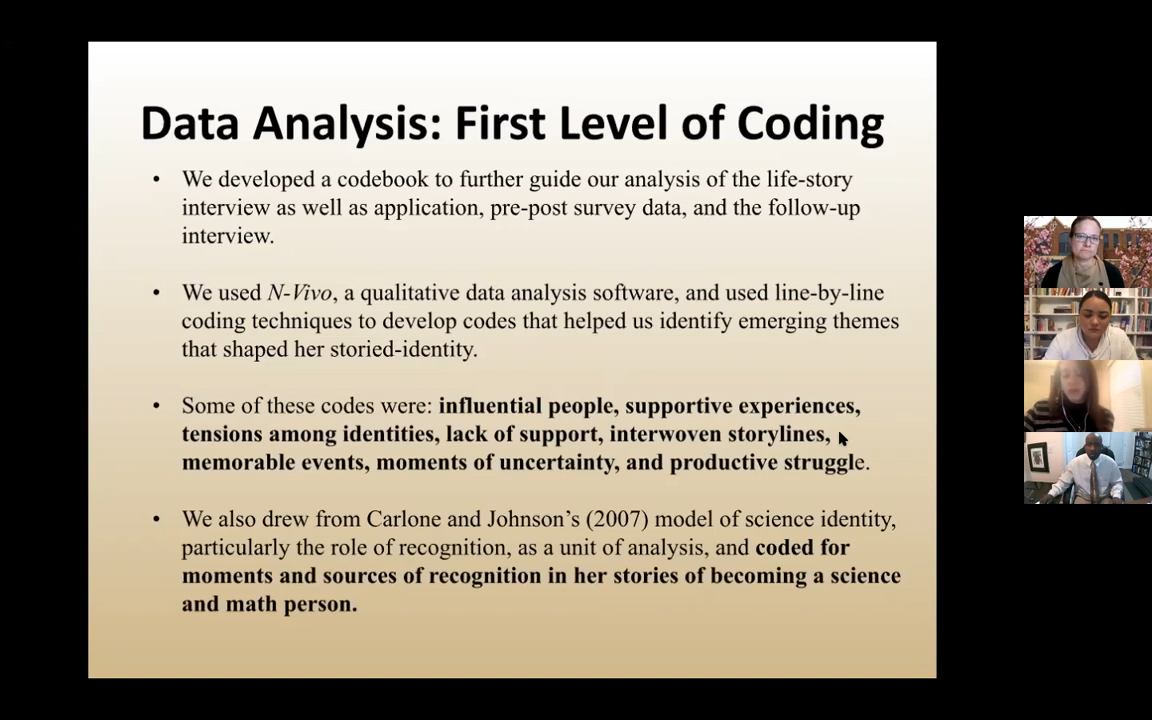 Data Analysis: First Level of Coding
• We developed a codebook to further guide our analysis of the life-story
interview as well as application, pre-post survey data, and the follow-up
interview.
• We used N-Vivo, a qualitative data analysis software, and used line-by-line
coding techniques to develop codes that helped us identify emerging themes
that shaped her storied-identity.
• Some of these codes were: influential people, supportive experiences,
tensions among identities, lack of support, interwoven storylines,
memorable events, moments of uncertainty, and productive struggle.
• We also drew from Carlone and Johnson's (2007) model of science identity,
particularly the role of recognition, as a unit of analysis, and coded for
moments and sources of recognition in her stories of becoming a science
and math person.